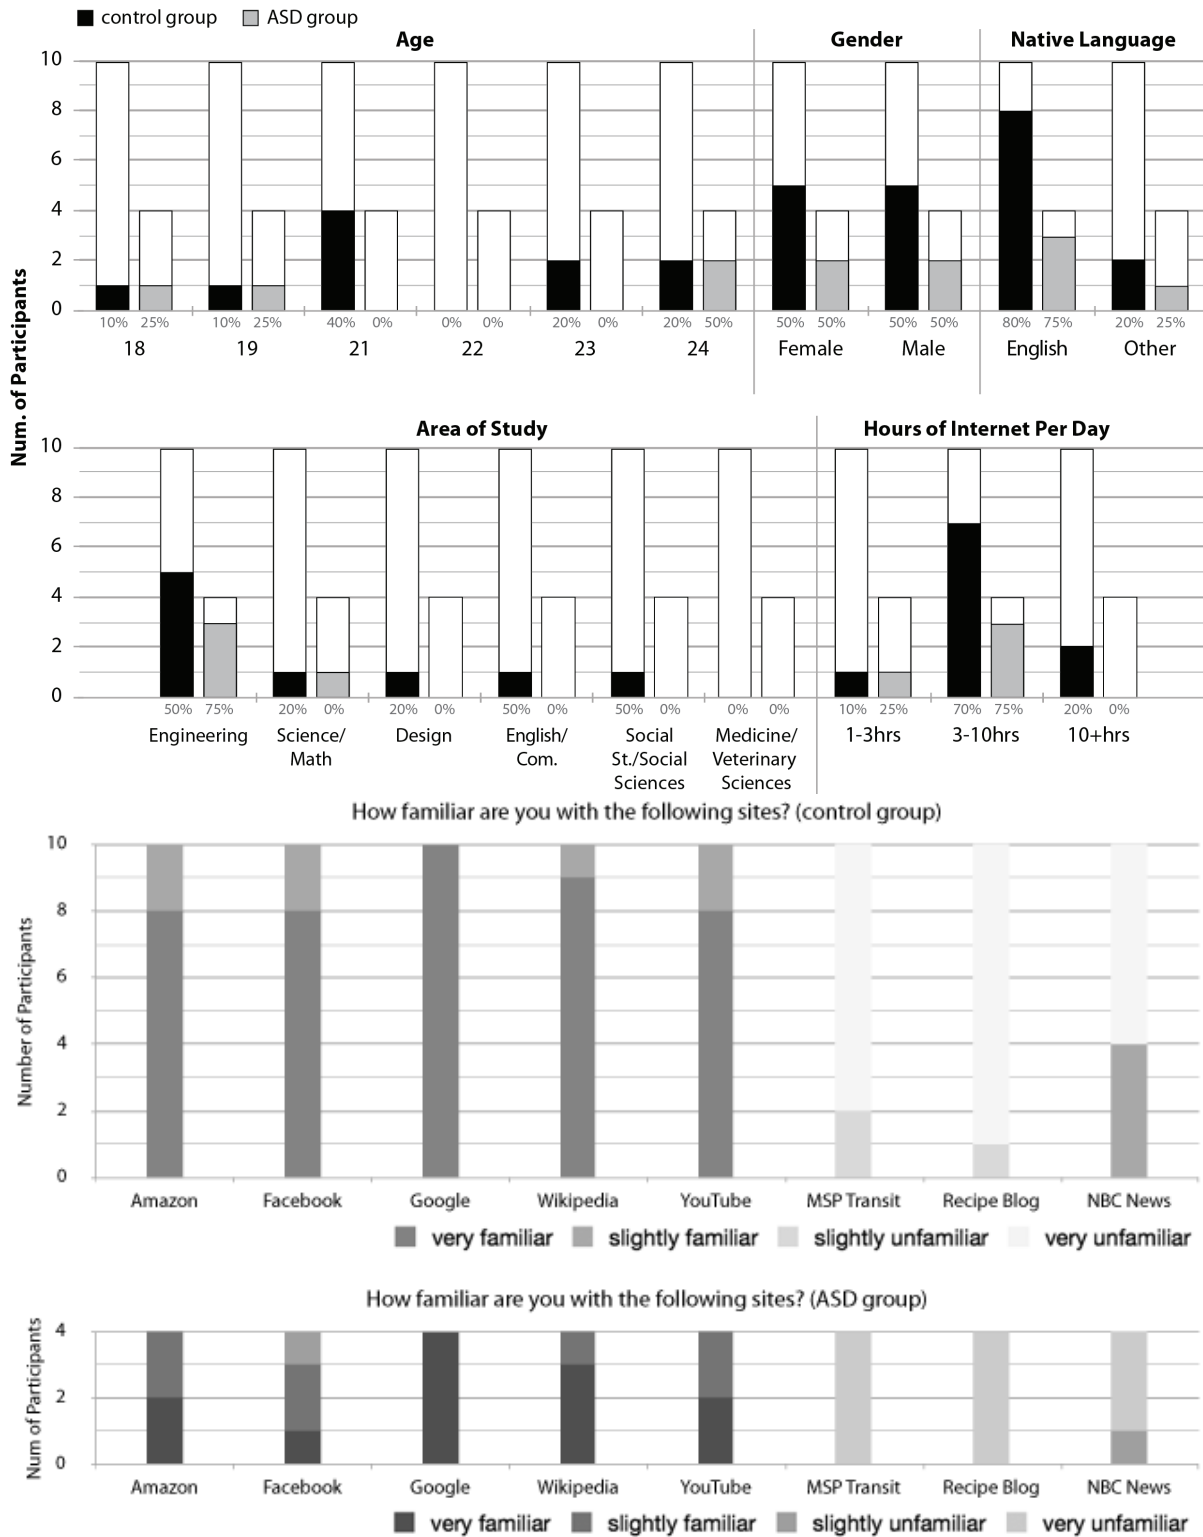 control group ASD group
Age Gender Native Language
10
8
6
4
2
0
10% 25% 10% 25% 40% 0% 0% 0% 20% 0% 20% 50% 50% 50% 50% 50% 80% 75% 20% 25%
18 19 21 22 23 24 Female Male English Other
Num. of Participants
Area of Study Hours of Internet Per Day
10
8
6
4
2
0
50% 75% 20% 0% 20% 0% 50% 0% 50% 0% 0% 0% 10% 25% 70% 75% 20% 0%
Engineering Science/ Design English/ Social Medicine/ 1-3hrs 3-10hrs 10+hrs
Math Com. St./Social Veterinary
Sciences Sciences
How familiar are you with the following sites? (control group)
10
8
6
4
2
0
Number of Participants
Amazon Facebook Google Wikipedia YouTube MSP Transit Recipe Blog NBC News
very familiar slightly familiar slightly unfamiliar very unfamiliar
How familiar are you with the following sites? (ASD group)
4
2
0
Num of Participants
Amazon Facebook Google Wikipedia YouTube MSP Transit Recipe Blog NBC News
very familiar slightly familiar slightly unfamiliar very unfamiliar